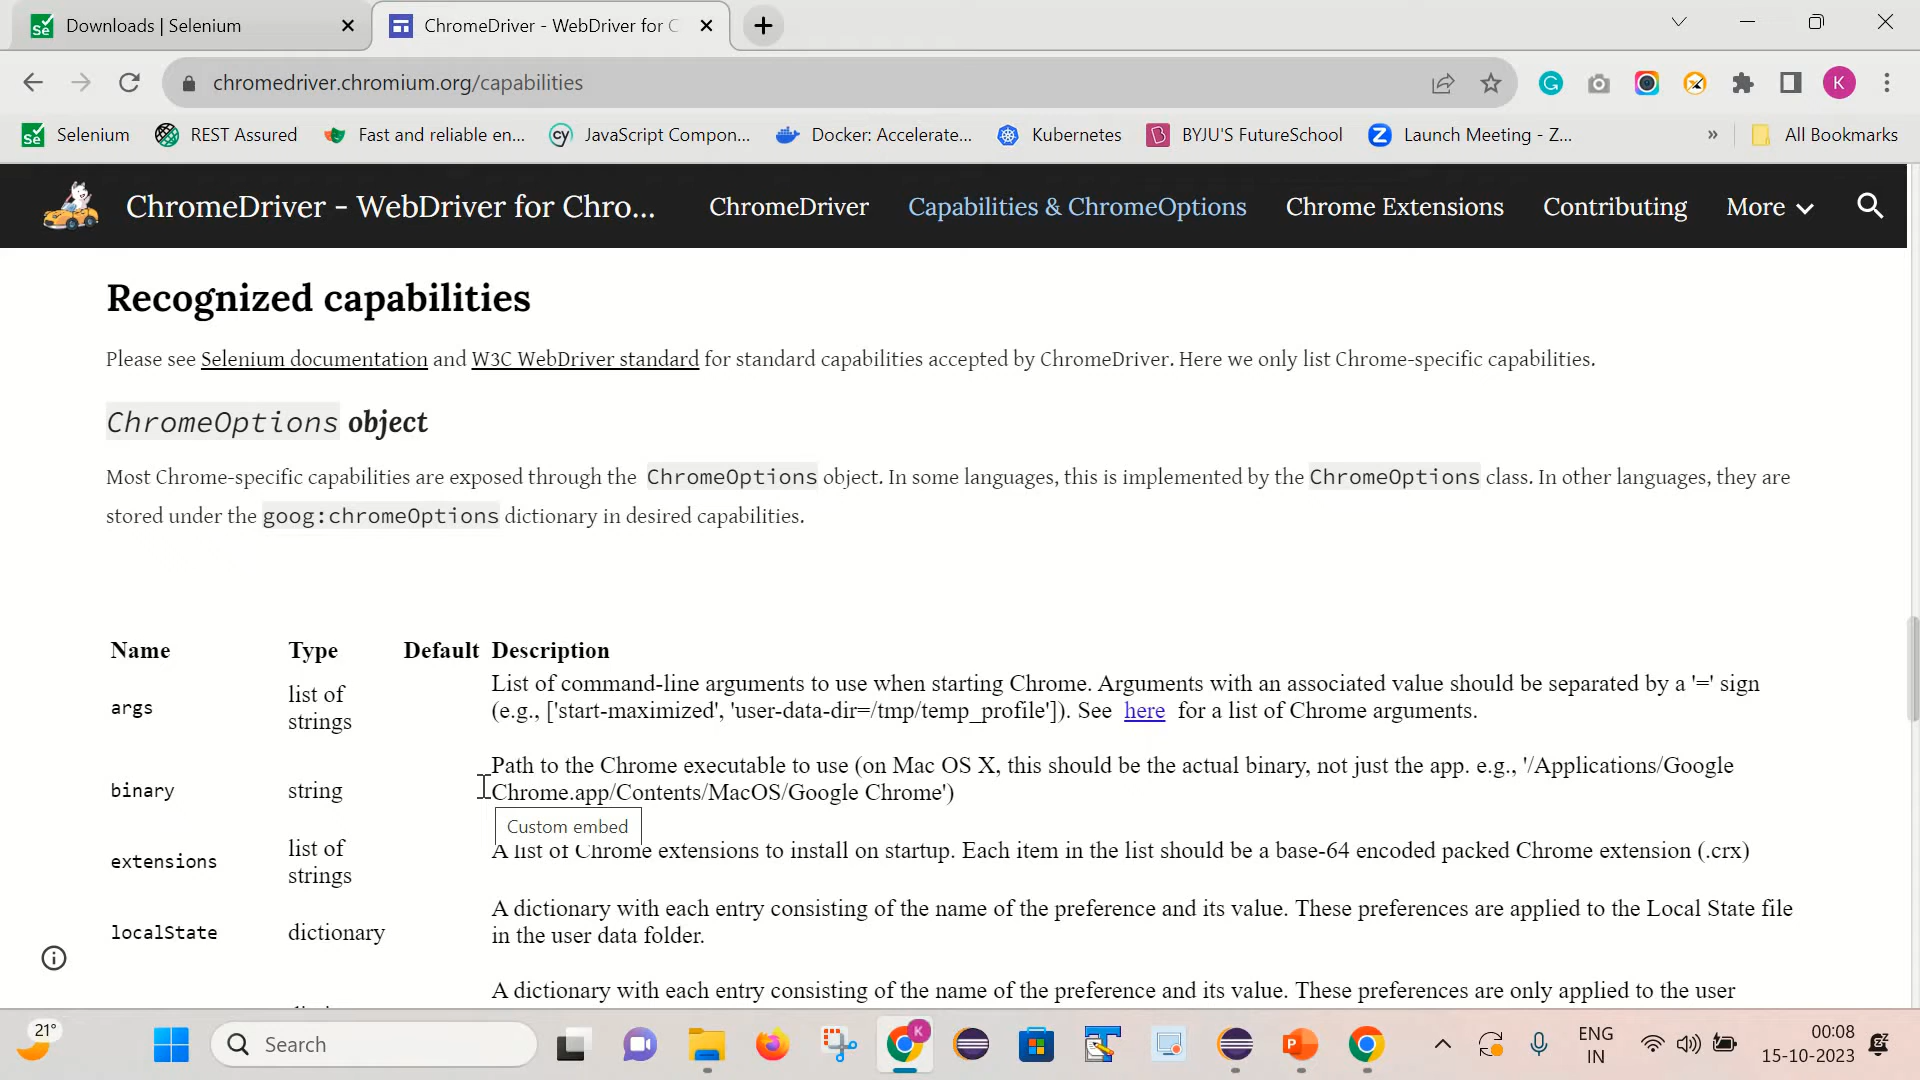 Downloads | Selenium
ChromeDriver - WebDriver for C
chromedriver.chromium.org/capabilities
K
Selenium
REST Assured
Fast and reliable en...
JavaScript Compon...
Docker: Accelerate...
Kubernetes
BYJU'S FutureSchool
Launch Meeting - Z...
»
All Bookmarks
ChromeDriver - WebDriver for Chro...
ChromeDriver
Capabilities & ChromeOptions
Chrome Extensions
Contributing
More
Recognized capabilities
Please see Selenium documentation and W3C WebDriver standard for standard capabilities accepted by ChromeDriver. Here we only list Chrome-specific capabilities.
ChromeOptions object
Most Chrome-specific capabilities are exposed through the ChromeOptions object. In some languages, this is implemented by the ChromeOptions class. In other languages, they are
stored under the goog:chromeOptions dictionary in desired capabilities.
Name Type Default Description
args
list of
strings
List of command-line arguments to use when starting Chrome. Arguments with an associated value should be separated by a '=' sign
(e.g., ['start-maximized', 'user-data-dir=/tmp/temp_profile']). See here for a list of Chrome arguments.
binary
string
Path to the Chrome executable to use (on Mac OS X, this should be the actual binary, not just the app. e.g., '/Applications/Google
Chrome.app/Contents/MacOS/Google Chrome')
Custom embed
extensions
list of
strings
A list of Chrome extensions to install on startup. Each item in the list should be a base-64 encoded packed Chrome extension (.crx)
localState
dictionary
A dictionary with each entry consisting of the name of the preference and its value. These preferences are applied to the Local State file
in the user data folder.
A dictionary with each entry consisting of the name of the preference and its value. These preferences are only applied to the user
21°
Search
ENG
IN
00:08
15-10-2023